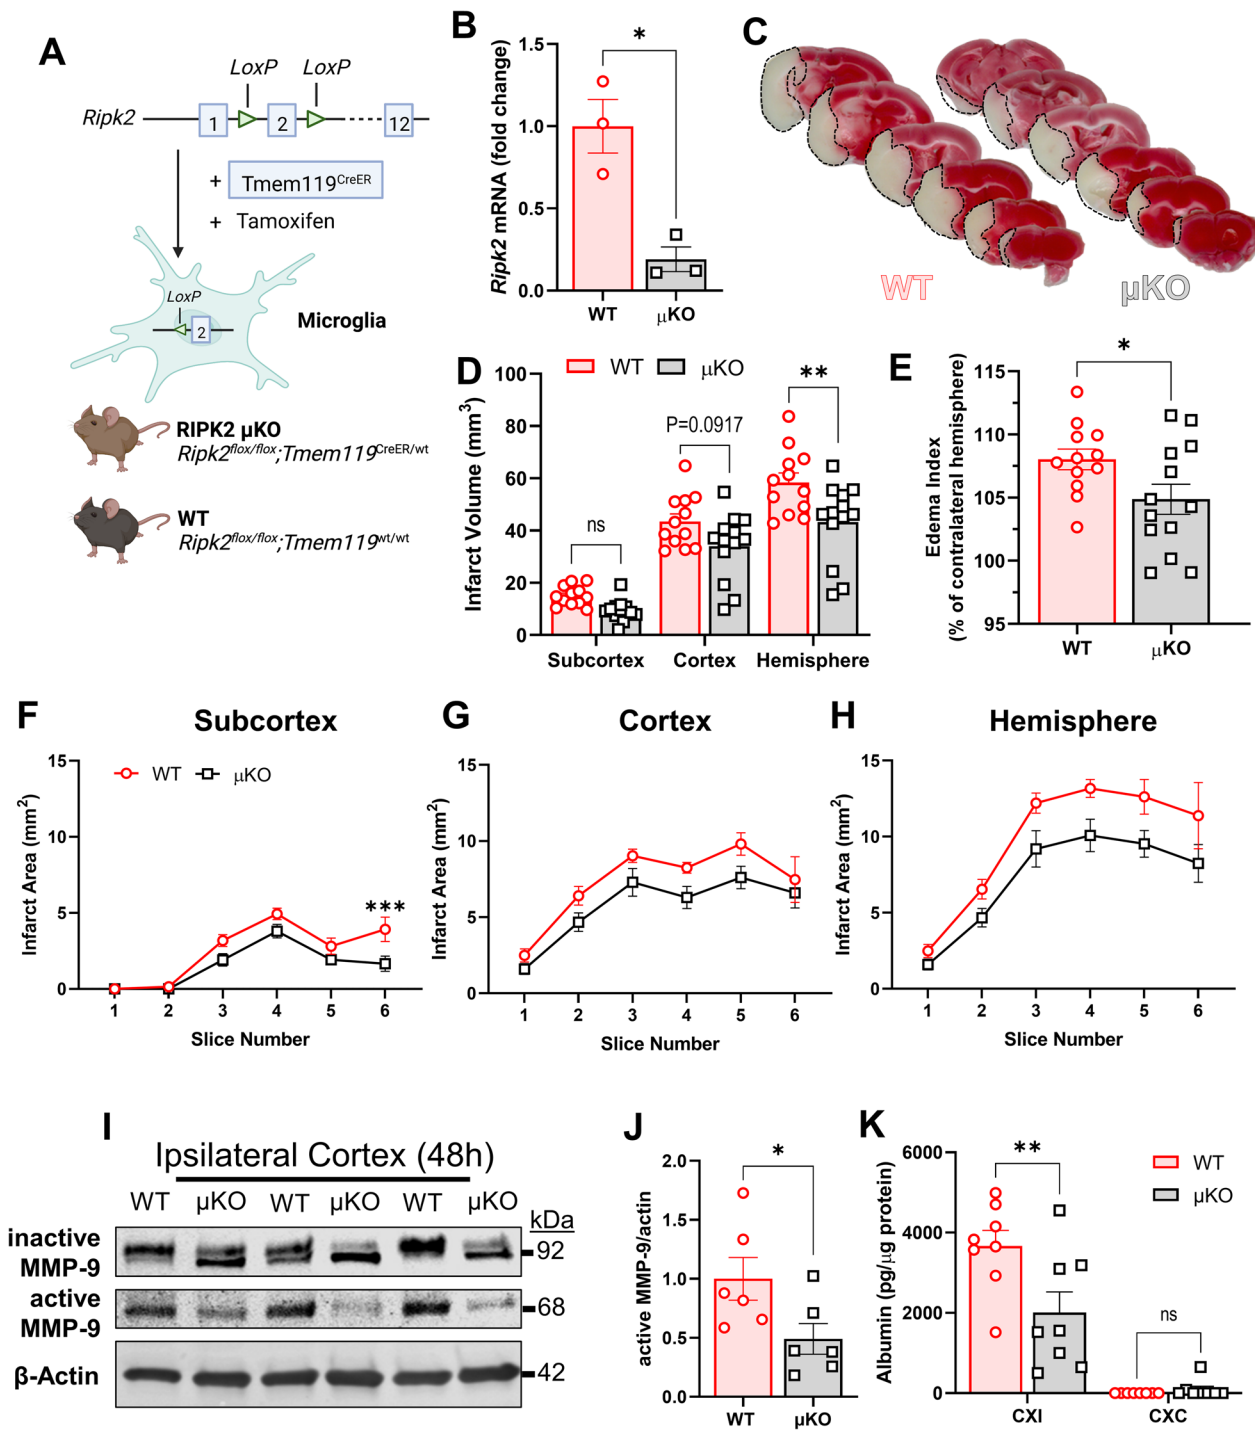 A
LoxP LoxP
Ripk2 1 2 12
+ Tmem119CreER
+ Tamoxifen
LoxP
2
Microglia
RIPK2 μKO
Ripk2flox/flox;Tmem119CreER/wt
WT
Ripk2flox/flox;Tmem119wt/wt
B
Ripk2 mRNA (fold change)
1.5
1.0
0.5
0.0
*
WT μKO
C
WT μKO
D
WT μKO
Infarct Volume (mm3)
100
80
60
40
20
0
ns
P=0.0917
**
Subcortex Cortex Hemisphere
E
Edema Index
(% of contralateral hemisphere)
115
110
105
100
95
*
WT μKO
F
Subcortex
WT μKO
Infarct Area (mm2)
15
10
5
0
***
1 2 3 4 5 6
Slice Number
G
Cortex
Infarct Area (mm2)
15
10
5
0
1 2 3 4 5 6
Slice Number
H
Hemisphere
Infarct Area (mm2)
15
10
5
0
1 2 3 4 5 6
Slice Number
I
Ipsilateral Cortex (48h)
WT μKO WT μKO WT μKO
kDa
inactive
MMP-9
92
active
MMP-9
68
β-Actin
42
J
active MMP-9/actin
2.0
1.5
1.0
0.5
0.0
*
WT μKO
K
Albumin (pg/μg protein)
6000
4000
2000
0
**
ns
WT
μKO
CXI CXC